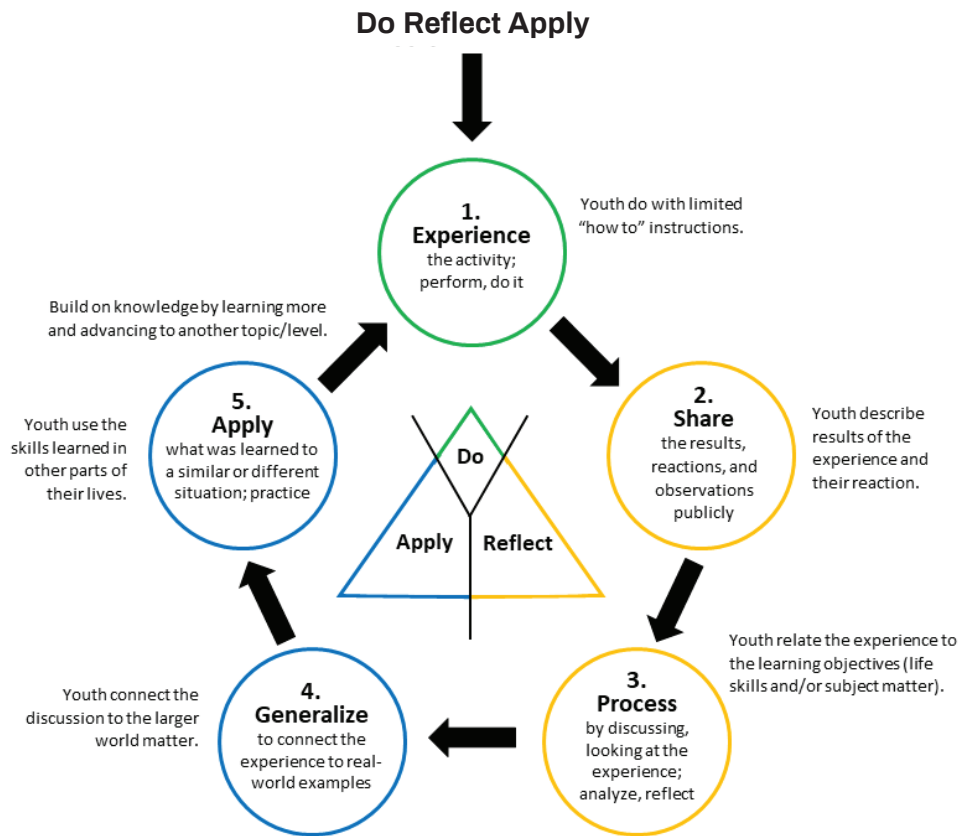 Do Reflect Apply
1.
Experience
the activity;
perform, do it
Youth do with limited
“how to” instructions.
2.
Share
the results,
reactions, and
observations
publicly
Youth describe
results of the
experience and
their reaction.
3.
Process
by discussing,
looking at the
experience;
analyze, reflect
Youth relate the experience to
the learning objectives (life
skills and/or subject matter).
4.
Generalize
to connect the
experience to real-
world examples
Youth connect the
discussion to the larger
world matter.
5.
Apply
what was learned to
a similar or different
situation; practice
Youth use the
skills learned in
other parts of
their lives.
Build on knowledge by learning more
and advancing to another topic/level.
Do
Apply
Reflect